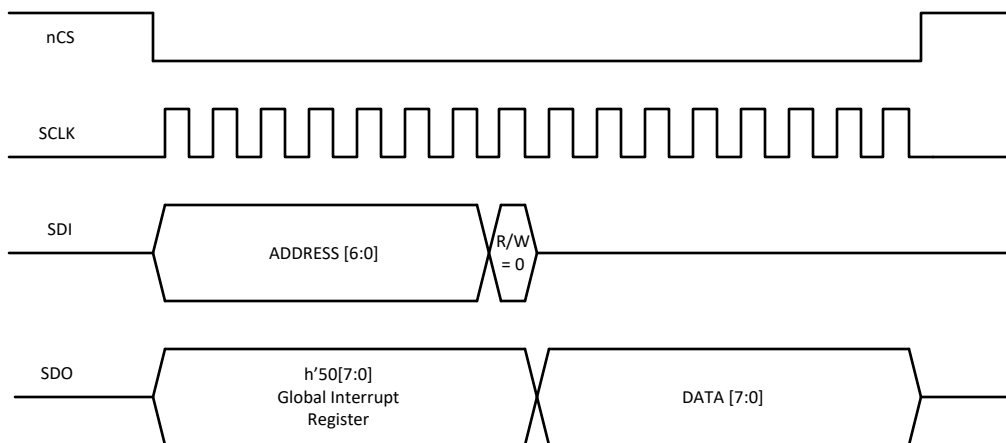 nCS
SCLK
SDI
ADDRESS [6:0]
R/W
= 0
SDO
h'50[7:0]
Global Interrupt
Register
DATA [7:0]